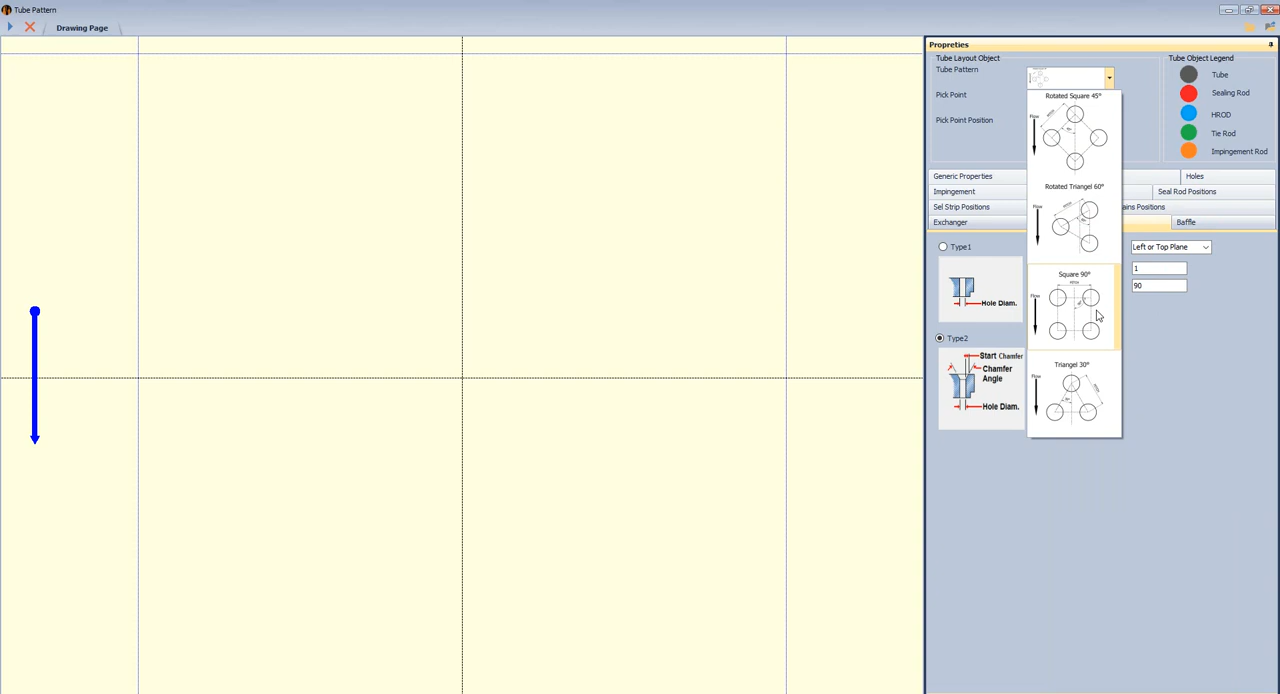 Tube Pattern
Drawing Page
Propreties
Tube Layout Object
Tube Pattern
Pick Point
Pick Point Position
Tube Object Legend
Tube
Sealing Rod
HROD
Tie Rod
Impingement Rod
Rotated Square 45°
Flow
Rotated Triangel 60°
Flow
Square 90°
Flow
Triangel 30°
Flow
Generic Properties
Holes
Impingement
Seal Rod Positions
Sel Strip Positions
ains Positions
Exchanger
Baffle
Type1
Left or Top Plane
1
90
Hole Diam.
Type2
Start Chamfer
Chamfer
Angle
Hole Diam.